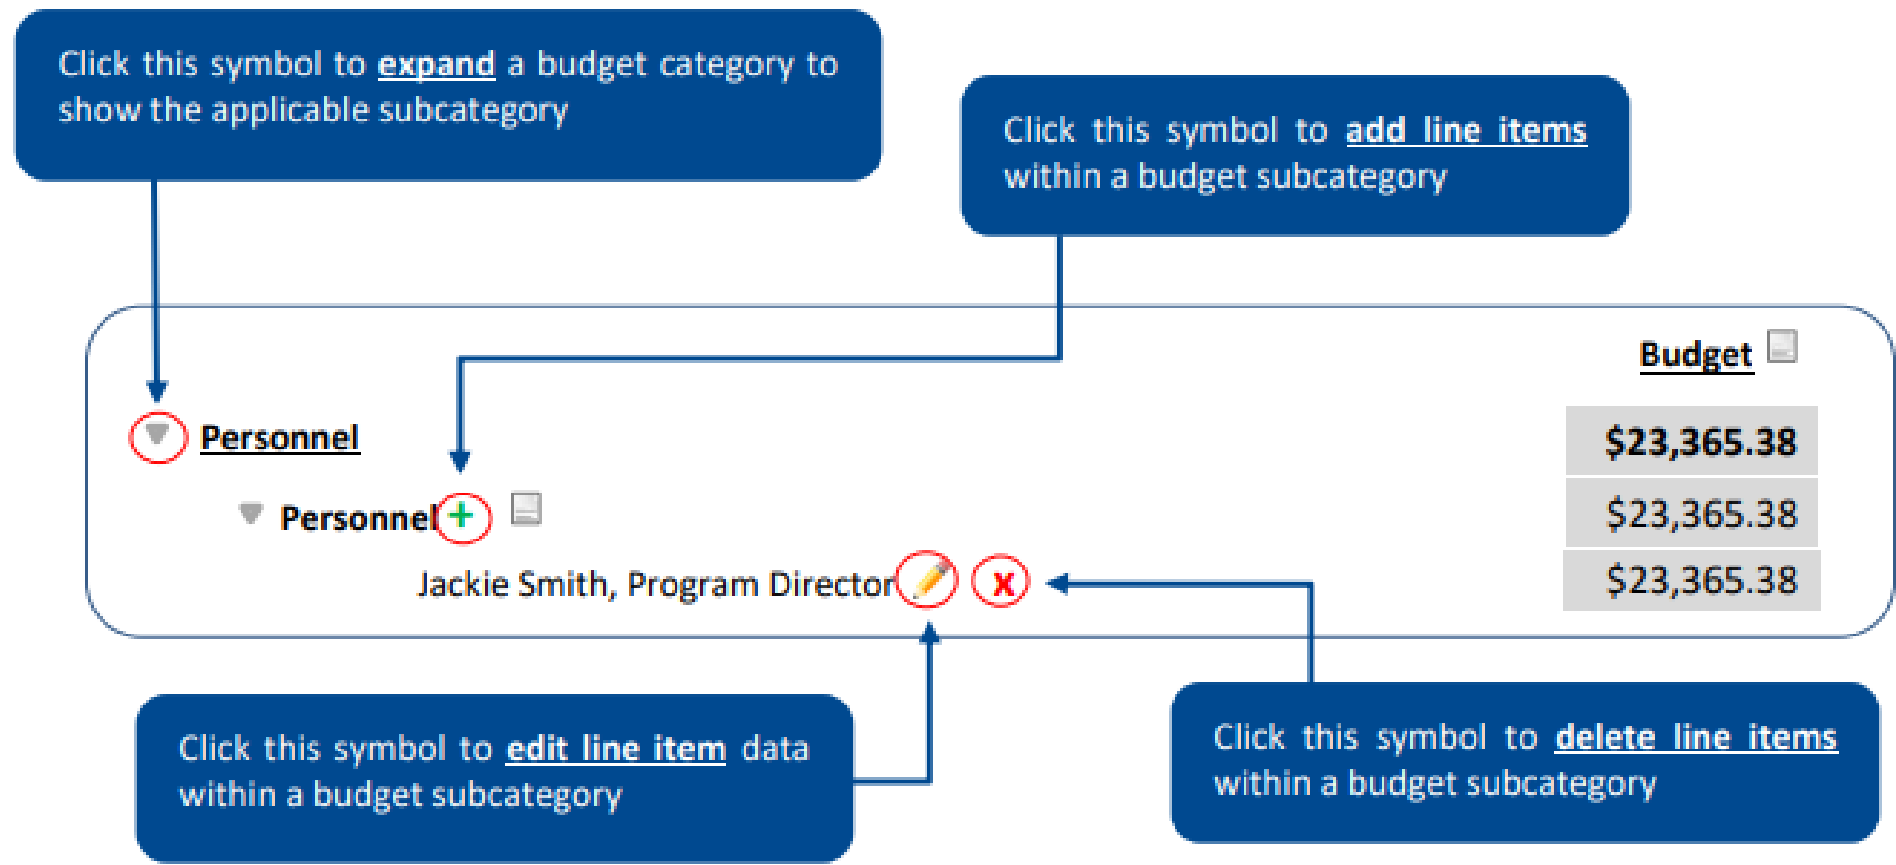 Click this symbol to expand a budget category to
show the applicable subcategory
Click this symbol to add line items
within a budget subcategory
Budget
Personnel
$23,365.38
Personnel
$23,365.38
Jackie Smith, Program Director
x
$23,365.38
Click this symbol to edit line item data
within a budget subcategory
Click this symbol to delete line items
within a budget subcategory